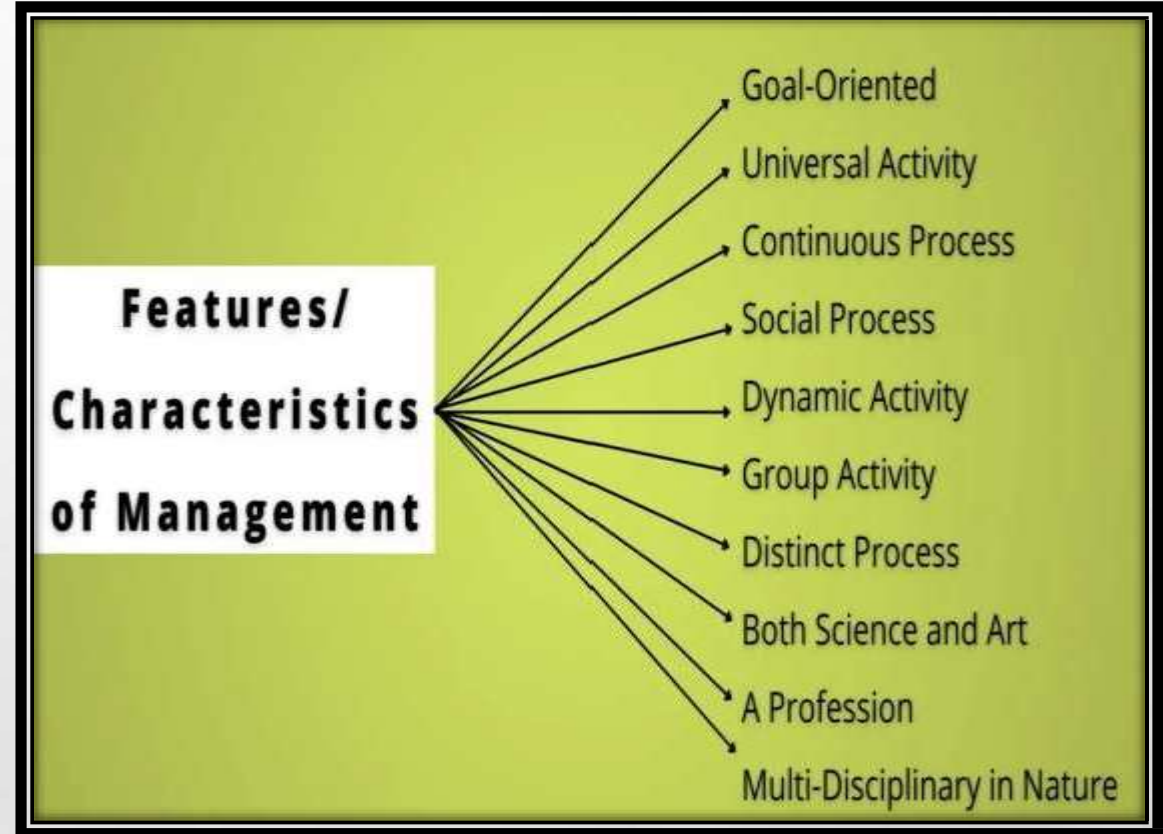 Features/
Characteristics
of Management
Goal-Oriented
Universal Activity
Continuous Process
Social Process
Dynamic Activity
Group Activity
Distinct Process
Both Science and Art
A Profession
Multi-Disciplinary in Nature